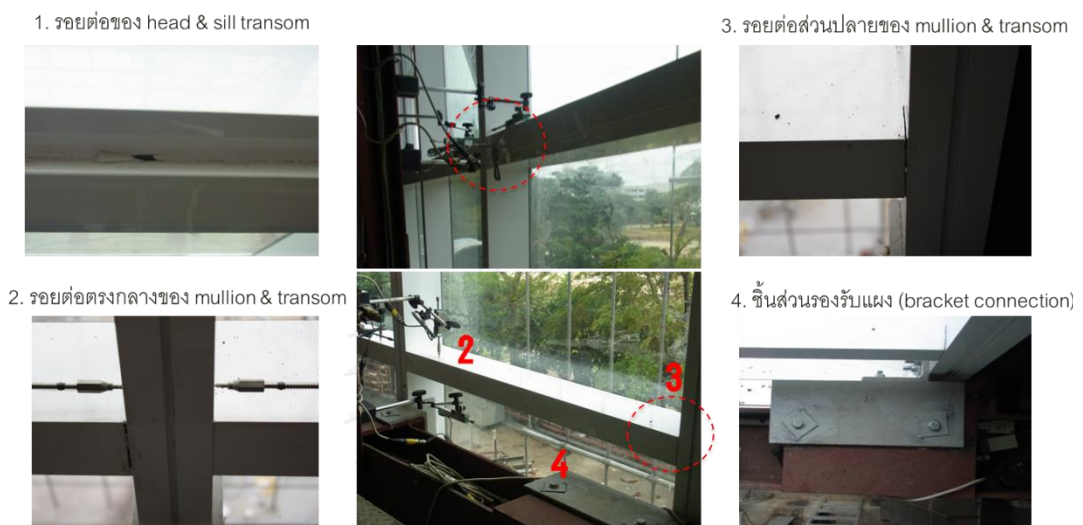 1. รอยต่อของ head & sill transom
3. รอยต่อส่วนปลายของ mullion & transom
2. รอยต่อตรงกลางของ mullion & transom
4. ชิ้นส่วนรองรับแผง (bracket connection)
2
3
4